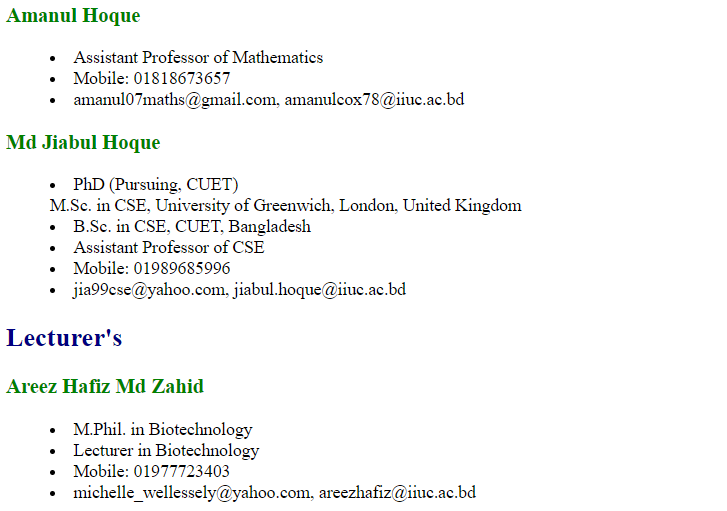 Amanul Hoque
• Assistant Professor of Mathematics
• Mobile: 01818673657
• amanul07maths@gmail.com, amanulcox78@iiuc.ac.bd
Md Jiabul Hoque
• PhD (Pursuing, CUET)
M.Sc. in CSE, University of Greenwich, London, United Kingdom
• B.Sc. in CSE, CUET, Bangladesh
• Assistant Professor of CSE
• Mobile: 01989685996
• jia99cse@yahoo.com, jiabul.hoque@iiuc.ac.bd
Lecturer's
Areez Hafiz Md Zahid
• M.Phil. in Biotechnology
• Lecturer in Biotechnology
• Mobile: 01977723403
• michelle_wellessely@yahoo.com, areezhafiz@iiuc.ac.bd